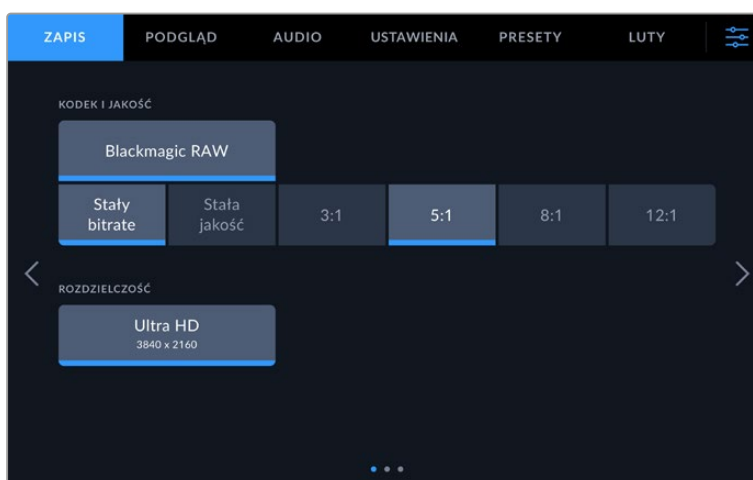 ZAPIS PODGLĄD AUDIO USTAWIENIA PRESETY LUTY
KODEK I JAKOŚĆ
Blackmagic RAW
Stały bitrate Stała jakość 3:1 5:1 8:1 12:1
ROZDZIELCZOŚĆ
Ultra HD
3840 x 2160